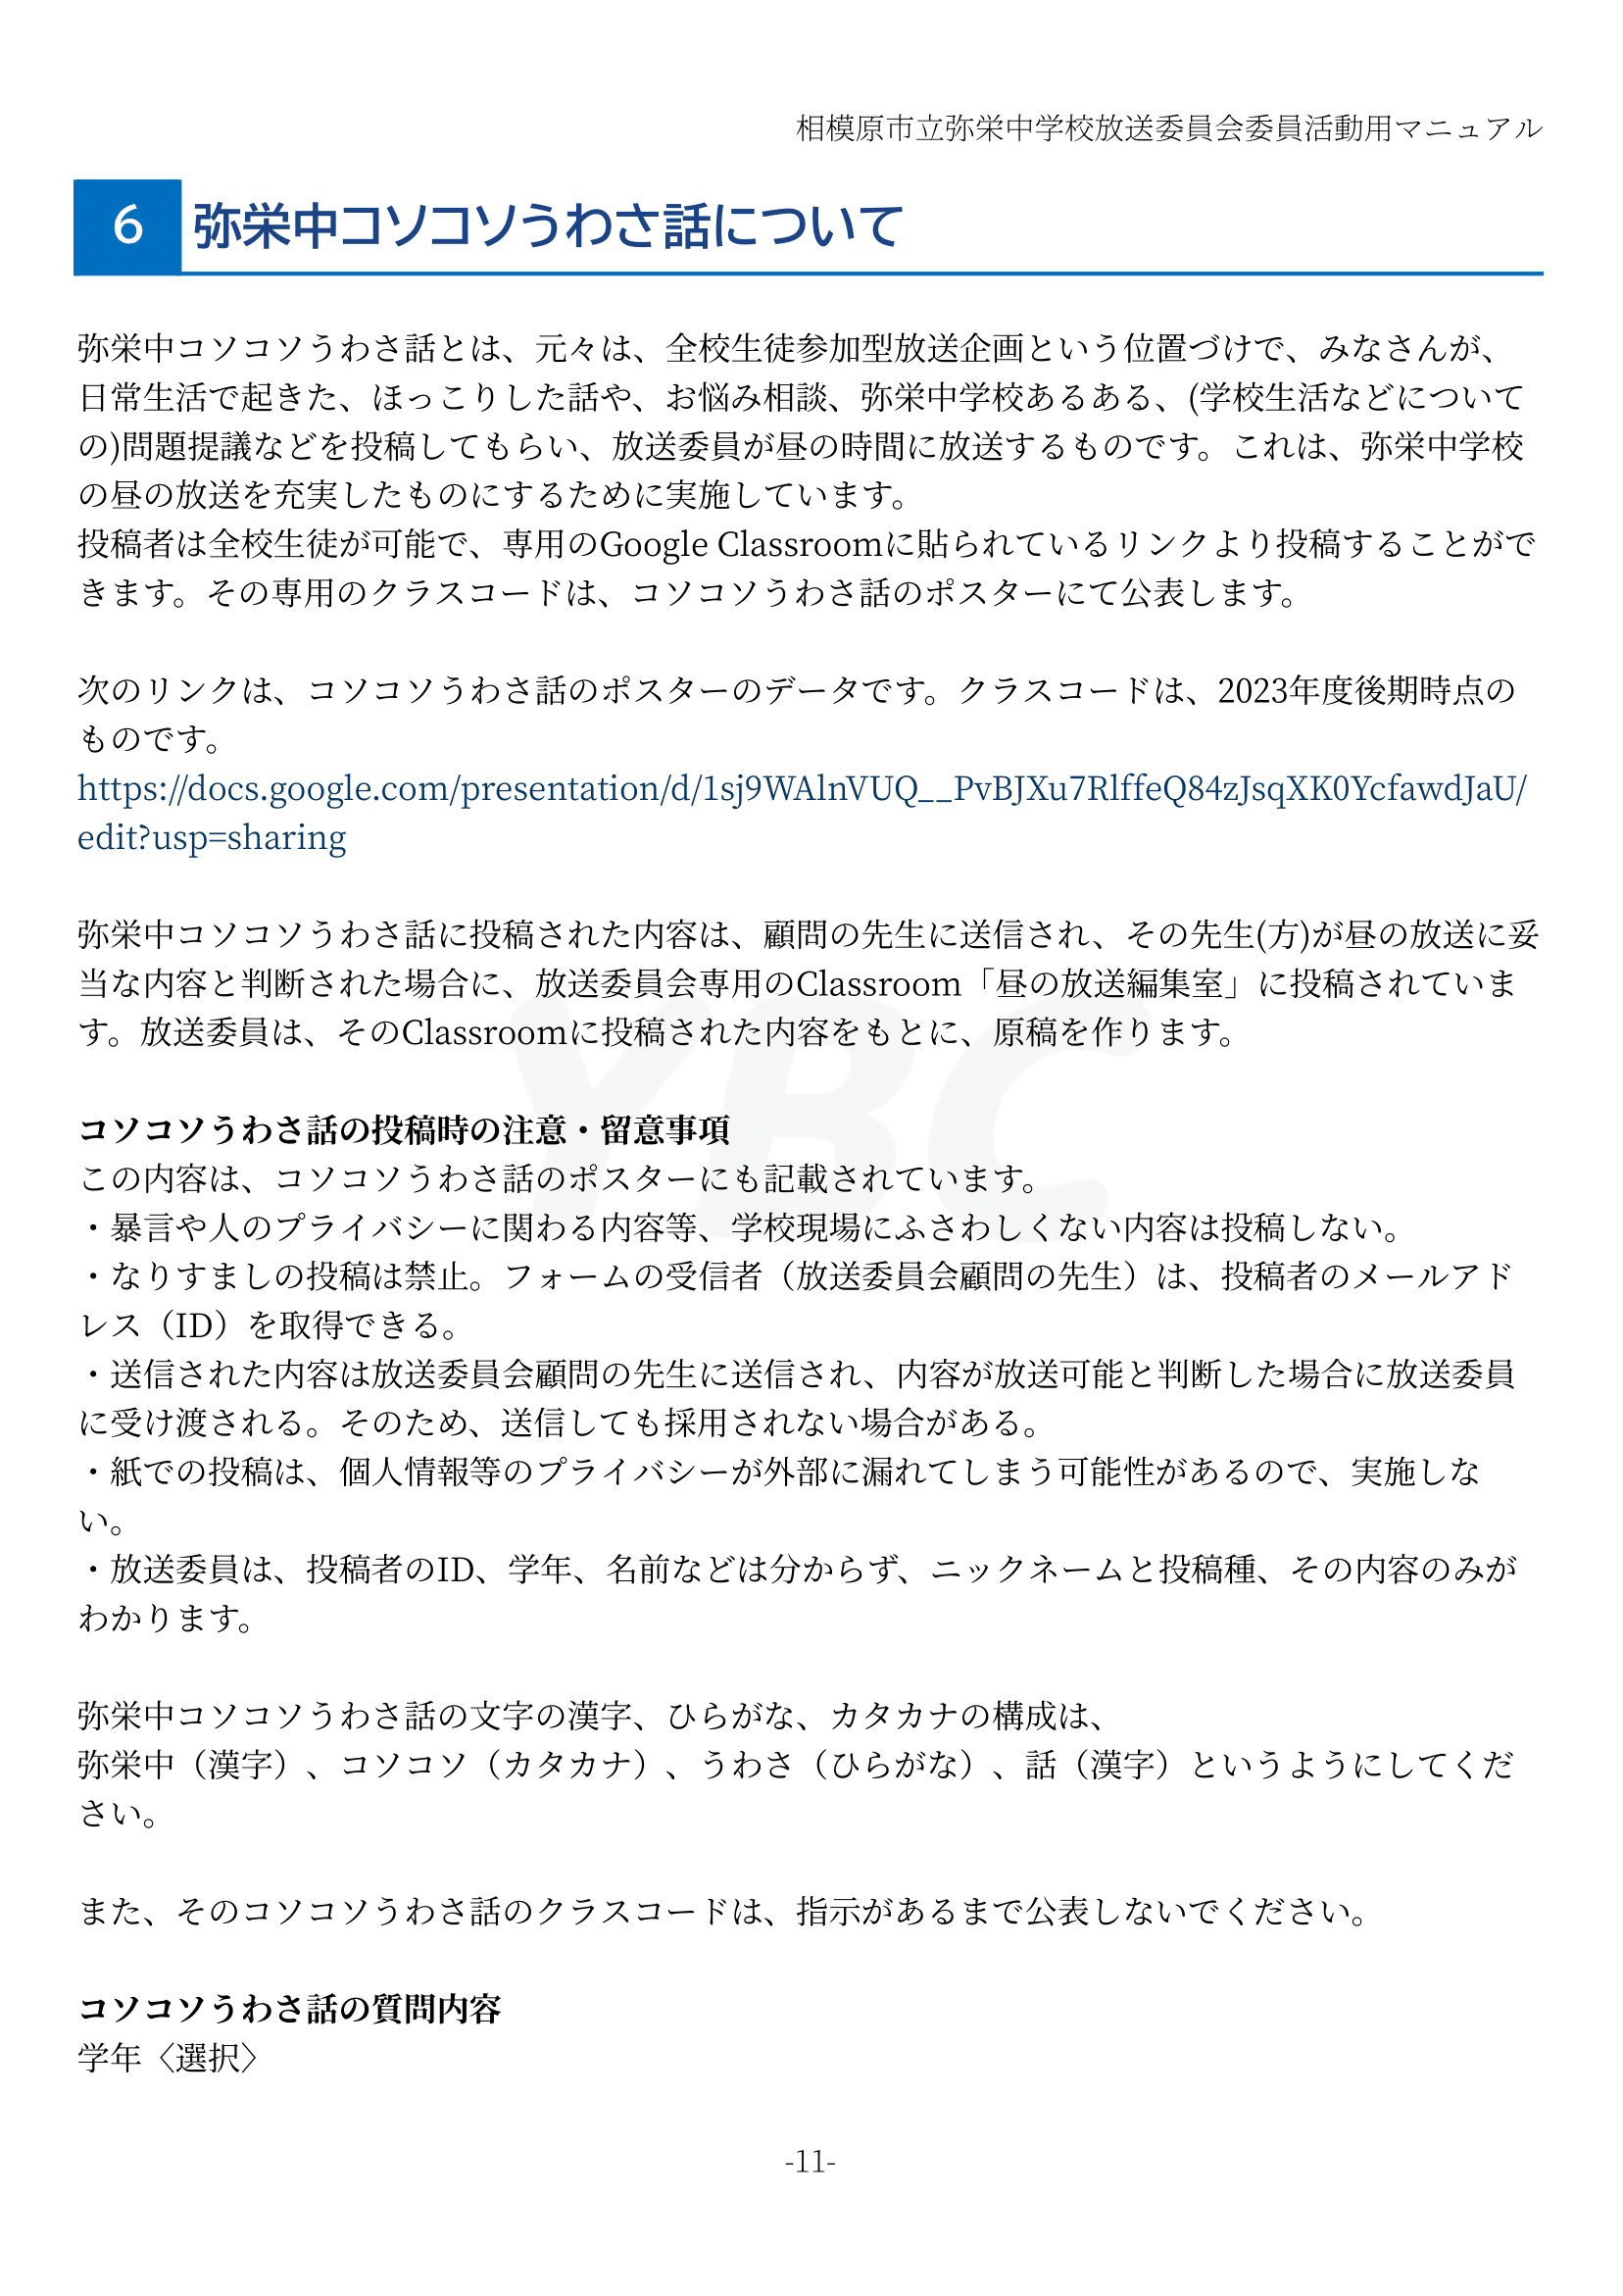 相模原市立弥栄中学校放送委員会委員活動用マニュアル
6 弥栄中コソコソうわさ話について
弥栄中コソコソうわさ話とは、元々は、全校生徒参加型放送企画という位置づけで、みなさんが、
日常生活で起きた、ほっこりした話や、お悩み相談、弥栄中学校あるある、(学校生活などについて
の)問題提議などを投稿してもらい、放送委員が昼の時間に放送するものです。これは、弥栄中学校
の昼の放送を充実したものにするために実施しています。
投稿者は全校生徒が可能で、専用のGoogle Classroomに貼られているリンクより投稿することがで
きます。その専用のクラスコードは、コソコソうわさ話のポスターにて公表します。
次のリンクは、コソコソうわさ話のポスターのデータです。クラスコードは、2023年度後期時点の
ものです。
https://docs.google.com/presentation/d/1sj9WAlnVUQ__PvBJXu7RlffeQ84zJsqXK0YcfawdJaU/
edit?usp=sharing
弥栄中コソコソうわさ話に投稿された内容は、顧問の先生に送信され、その先生(方)が昼の放送に妥
当な内容と判断された場合に、放送委員会専用のClassroom「昼の放送編集室」に投稿されていま
す。放送委員は、そのClassroomに投稿された内容をもとに、原稿を作ります。
YBC
コソコソうわさ話の投稿時の注意・留意事項
この内容は、コソコソうわさ話のポスターにも記載されています。
・暴言や人のプライバシーに関わる内容等、学校現場にふさわしくない内容は投稿しない。
・なりすましの投稿は禁止。フォームの受信者（放送委員会顧問の先生）は、投稿者のメールアド
レス（ID）を取得できる。
・送信された内容は放送委員会顧問の先生に送信され、内容が放送可能と判断した場合に放送委員
に受け渡される。そのため、送信しても採用されない場合がある。
・紙での投稿は、個人情報等のプライバシーが外部に漏れてしまう可能性があるので、実施しな
い。
・放送委員は、投稿者のID、学年、名前などは分からず、ニックネームと投稿種、その内容のみが
わかります。
弥栄中コソコソうわさ話の文字の漢字、ひらがな、カタカナの構成は、
弥栄中（漢字）、コソコソ（カタカナ）、うわさ（ひらがな）、話（漢字）というようにしてくだ
さい。
また、そのコソコソうわさ話のクラスコードは、指示があるまで公表しないでください。
コソコソうわさ話の質問内容
学年〈選択〉
-11-